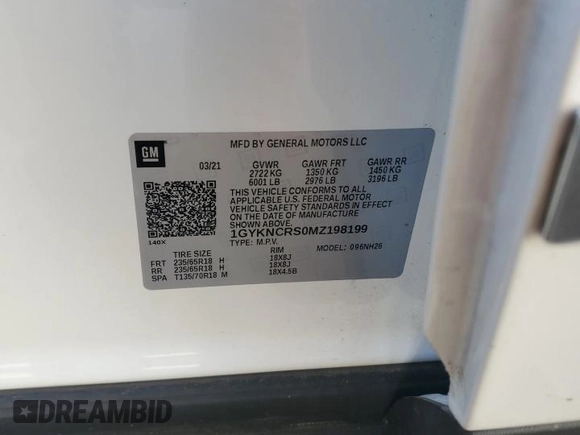 GM
MFD BY GENERAL MOTORS LLC
03/21 GVWR GAWR FRT GAWR RR
2722 KG 1350 KG 1450 KG
6001 LB 2976 LB 3196 LB
THIS VEHICLE CONFORMS TO ALL
APPLICABLE U.S. FEDERAL MOTOR
VEHICLE SAFETY STANDARDS IN EFFECT
ON THE DATE OF MANUFACTURE
SHOWN ABOVE.
1GYKNCRS0MZ198199
140X
TYPE: M.P.V. MODEL: 096NH26
TIRE SIZE RIM
FRT 235/65R18 H 18X8J
RR 235/65R18 H 18X8J
SPA T135/70R18 M 18X4.5B
DREAMBID